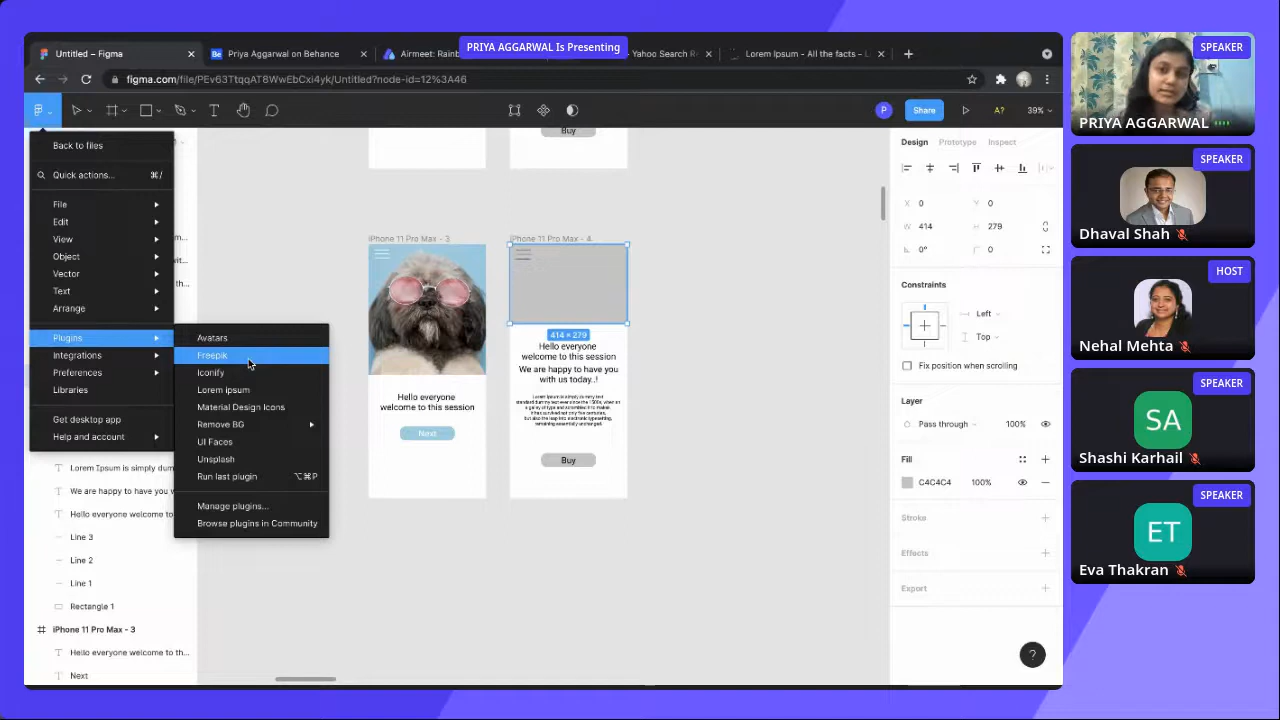 PRIYA AGGARWAL Is Presenting
Untitled – Figma
Priya Aggarwal on Behance
Airmeet: Rainb
Yahoo Search R
Lorem Ipsum - All the facts – L
figma.com/file/PEv63TtqqAT8WwEbCxi4yk/Untitled?node-id=12%3A46
P
Share
A?
39%
Back to files
Quick actions...
⌘/
File
Edit
View
Object
Vector
Text
Arrange
Plugins
Integrations
Preferences
Libraries
Get desktop app
Help and account
Avatars
Freepik
Iconify
Lorem ipsum
Material Design Icons
Remove BG
UI Faces
Unsplash
Run last plugin
⌥⌘P
Manage plugins...
Browse plugins in Community
Lorem Ipsum is simply dum
We are happy to have you v
Hello everyone welcome to
Line 3
Line 2
Line 1
Rectangle 1
iPhone 11 Pro Max - 3
Hello everyone welcome to th...
Next
Buy
iPhone 11 Pro Max - 3
Hello everyone
welcome to this session
Next
iPhone 11 Pro Max - 4
414 × 279
Hello everyone
welcome to this session
We are happy to have you
with us today..!
Buy
Design
Prototype
Inspect
X 0
Y 0
W 414
H 279
0°
0
Constraints
Left
Top
Fix position when scrolling
Layer
Pass through
100%
Fill
C4C4C4
100%
Stroke
Effects
Export
?
SPEAKER
PRIYA AGGARWAL
SPEAKER
Dhaval Shah
HOST
Nehal Mehta
SPEAKER
SA
Shashi Karhail
SPEAKER
ET
Eva Thakran